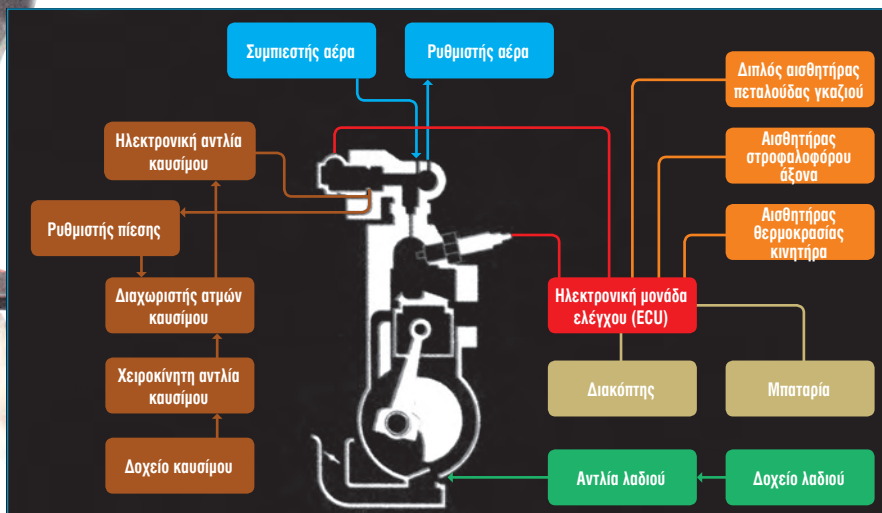 Συμπιεστής αέρα
Ρυθμιστής αέρα
Διπλός αισθητήρας
πεταλούδας γκαζιού
Ηλεκτρονική αντλία
καυσίμου
Αισθητήρας
στροφαλοφόρου
άξονα
Ρυθμιστής πίεσης
Αισθητήρας
θερμοκρασίας
κινητήρα
Διαχωριστής ατμών
καυσίμου
Ηλεκτρονική μονάδα
ελέγχου (ECU)
Χειροκίνητη αντλία
καυσίμου
Διακόπτης
Μπαταρία
Δοχείο καυσίμου
Αντλία λαδιού
Δοχείο λαδιού